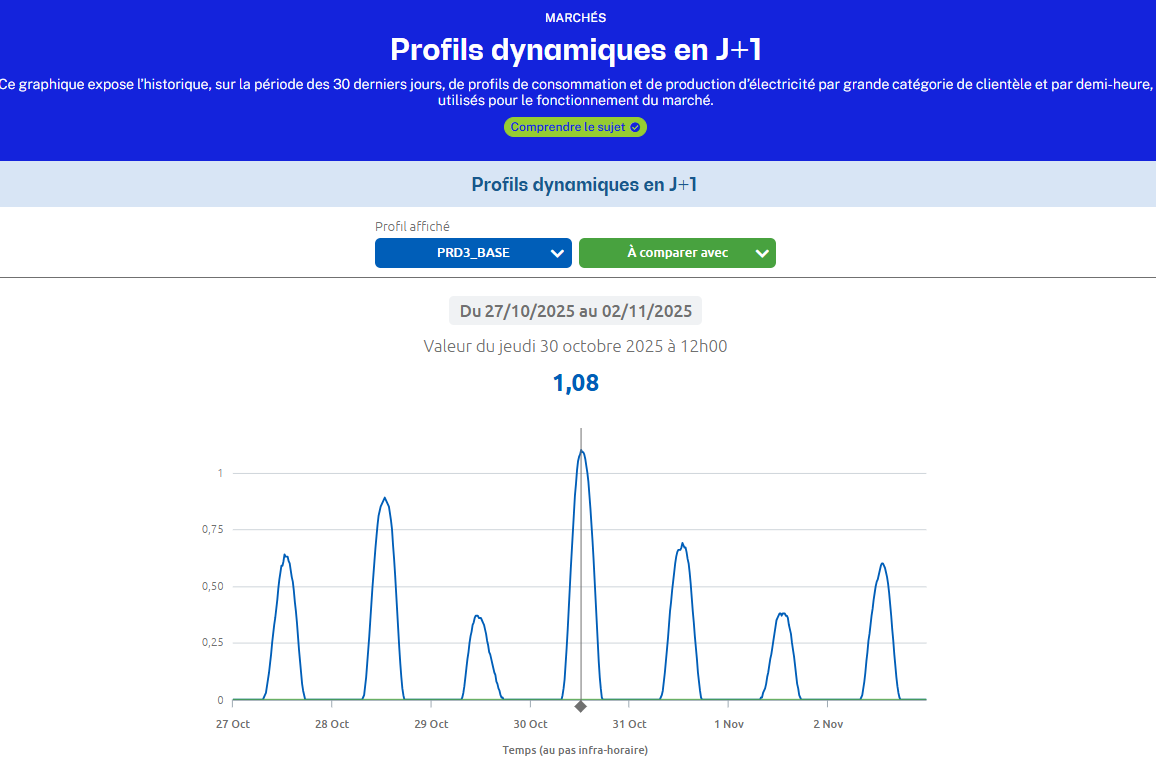 MARCHÉS
Profils dynamiques en J+1
Ce graphique expose l'historique, sur la période des 30 derniers jours, de profils de consommation et de production d'électricité par grande catégorie de clientèle et par demi-heure,
utilisés pour le fonctionnement du marché.
Comprendre le sujet
Profils dynamiques en J+1
Profil affiché
PRD3_BASE
À comparer avec
Du 27/10/2025 au 02/11/2025
Valeur du jeudi 30 octobre 2025 à 12h00
1,08
1
0,75
0,50
0,25
0
27 Oct 28 Oct 29 Oct 30 Oct 31 Oct 1 Nov 2 Nov
Temps (au pas infra-horaire)